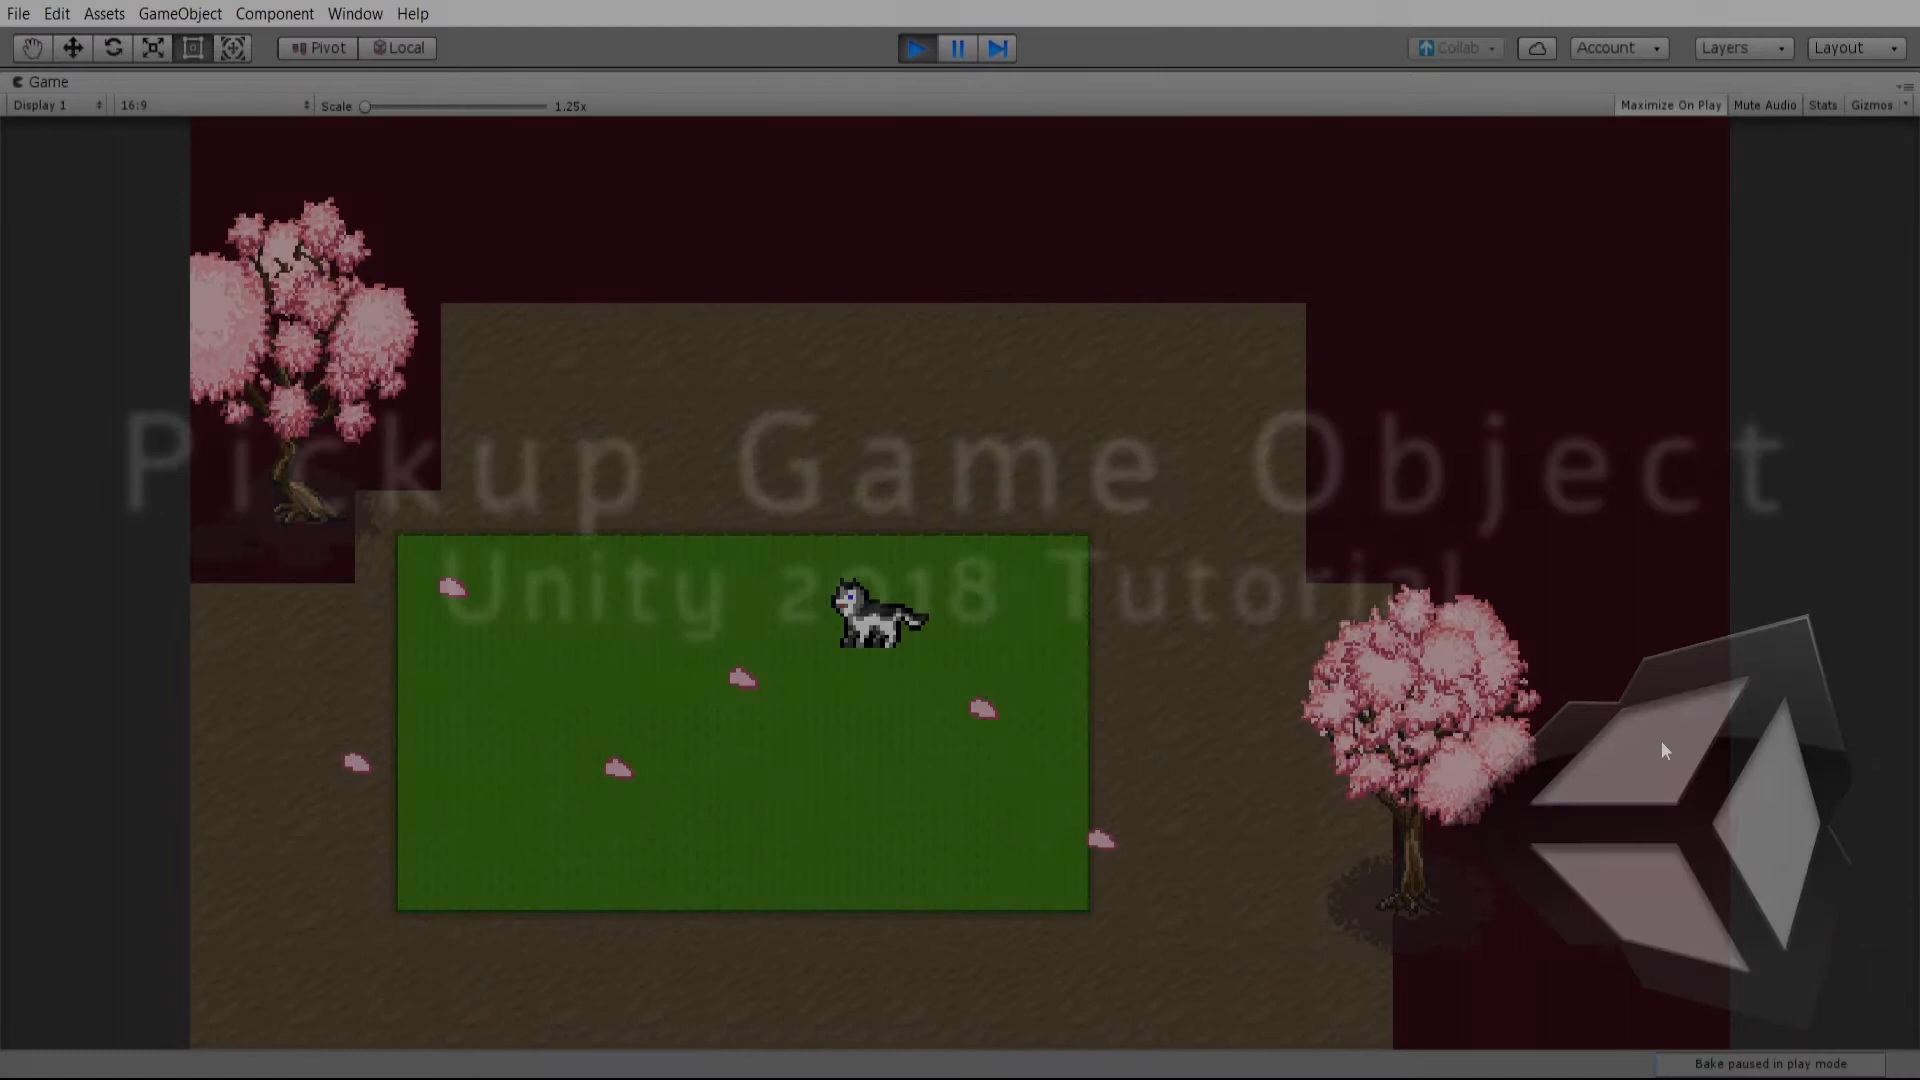 File Edit Assets GameObject Component Window Help
Pivot Local Collab Account Layers Layout
Game
Display 1 16:9 Scale 1.25x Maximize On Play Mute Audio Stats Gizmos
Pickup Game Object
Unity 2018 Tutorial
Bake paused in play mode